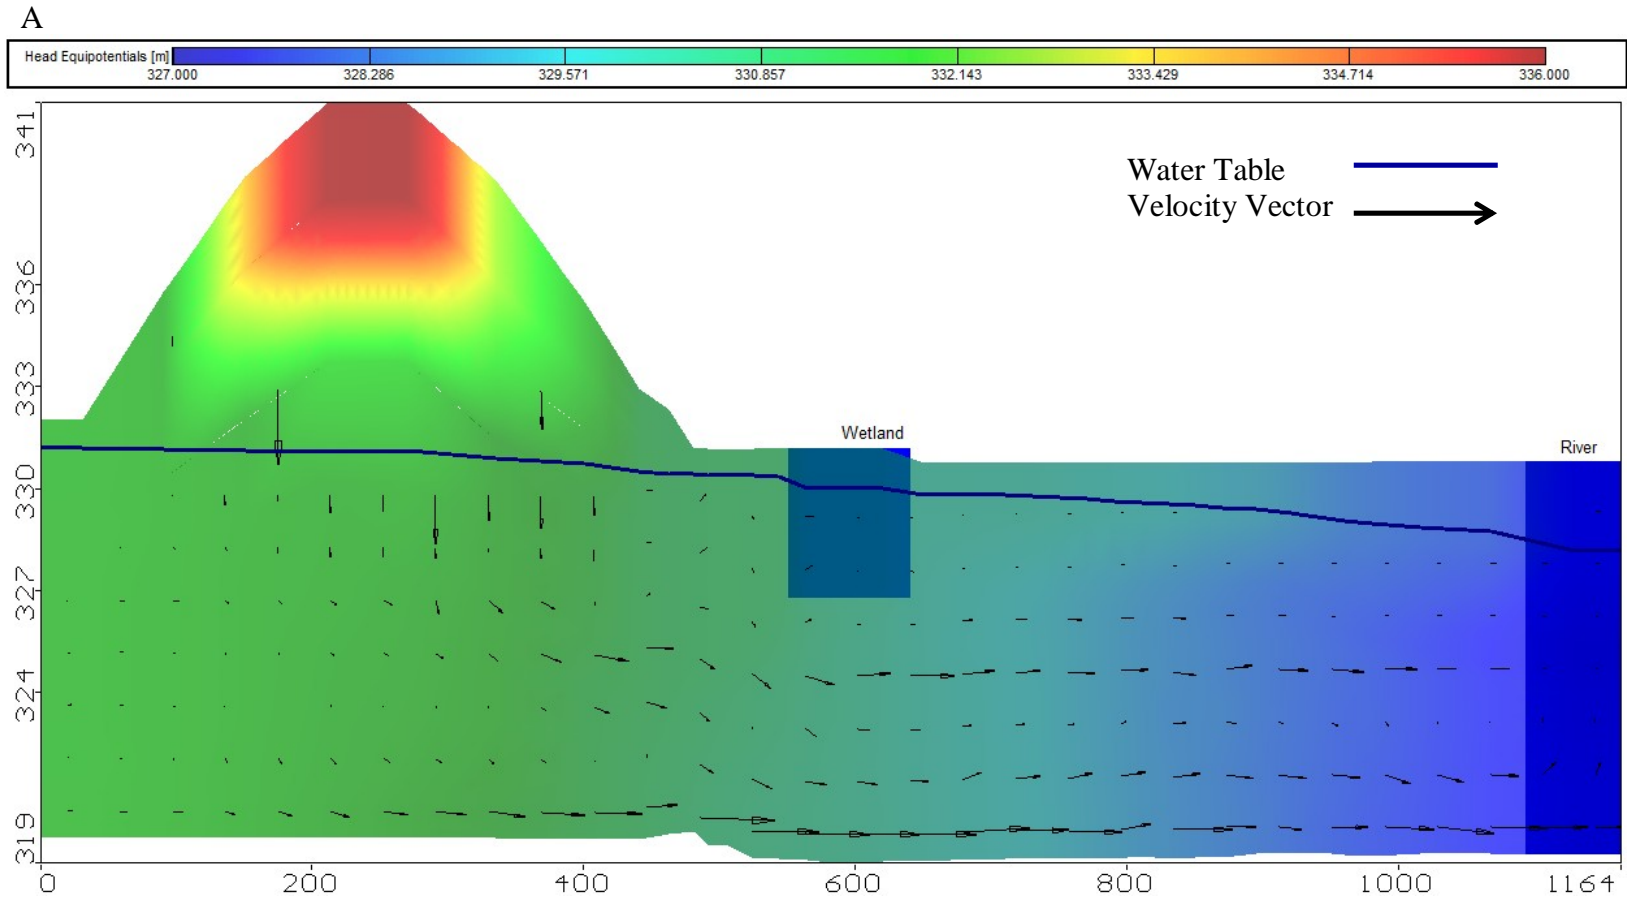 A
Head Equipotentials [m]
327.000 328.286 329.571 330.857 332.143 333.429 334.714 336.000
341
336
333
330
327
324
319
Water Table
Velocity Vector
Wetland
River
0 200 400 600 800 1000 1164